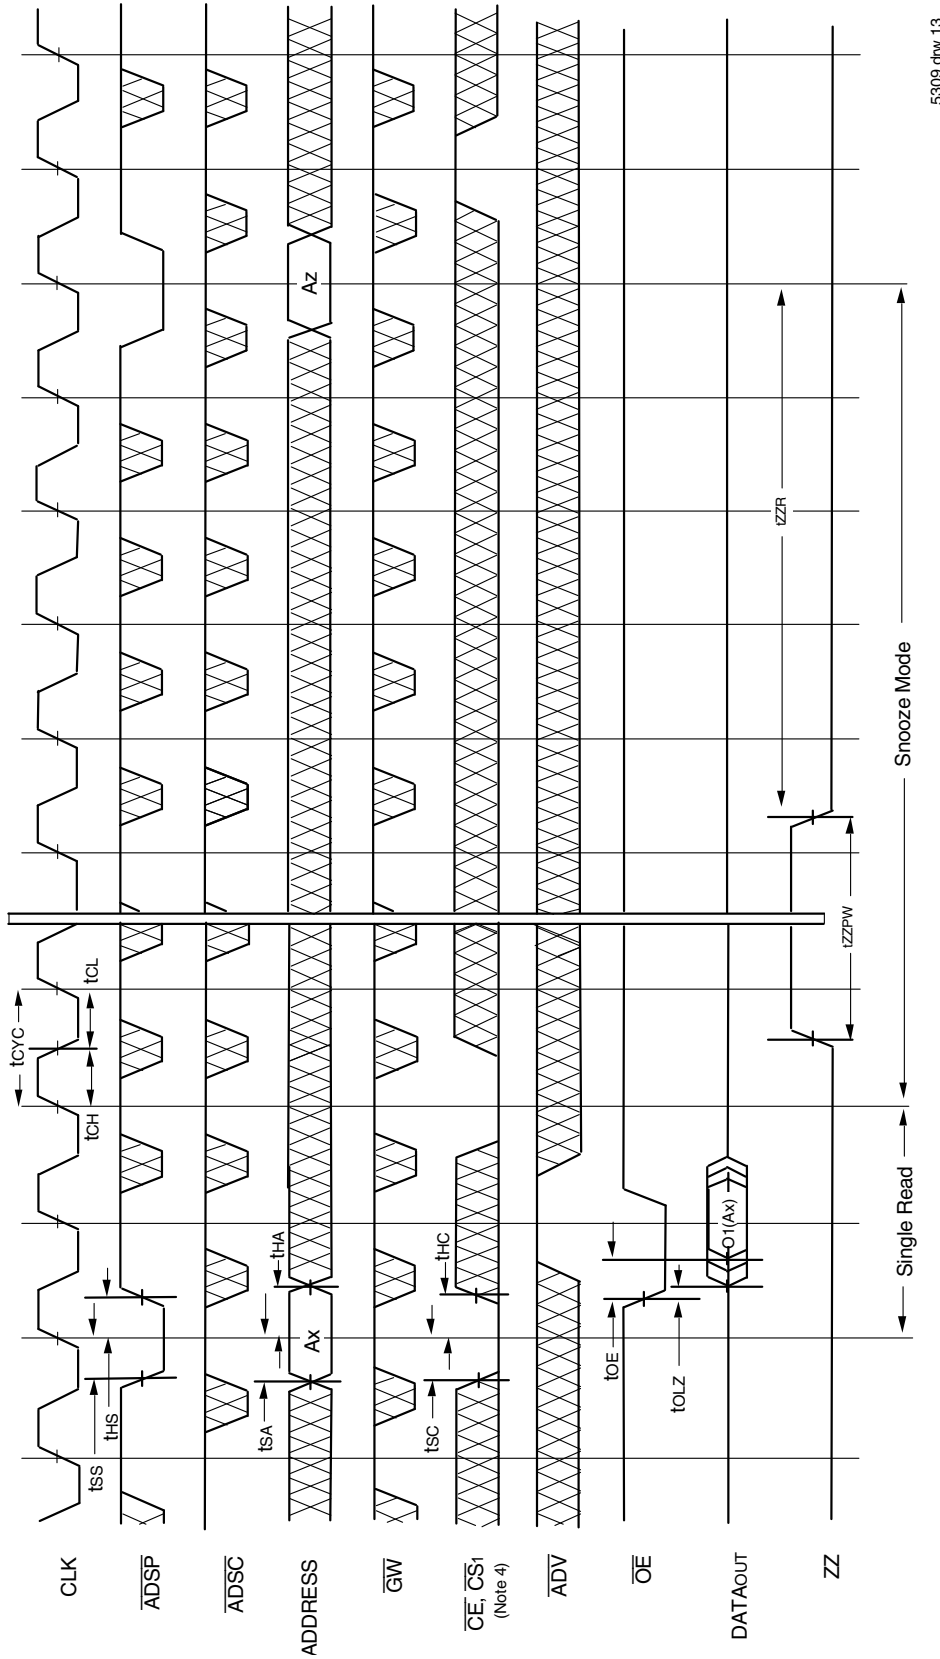 CLK
ADSP
ADSC
ADDRESS
GW
CE, CS1
(Note 4)
ADV
OE
DATAOUT
ZZ
tSS
tHS
tCYC
tCH
tCL
tSA
tHA
Ax
Az
tSC
tHC
tOE
tOLZ
O1(Ax)
tZZPW
tZZR
Single Read
Snooze Mode
5309 drw 13